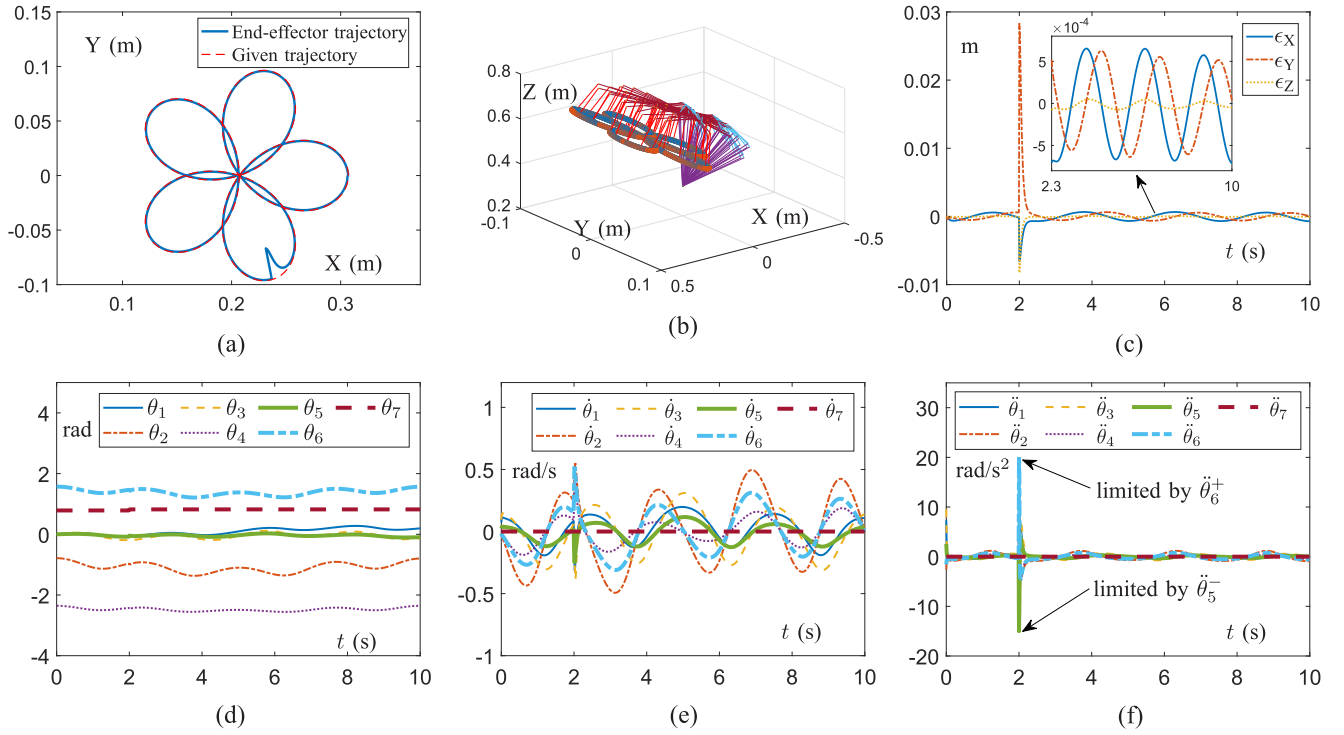 0.15
Y (m)
End-effector trajectory
Given trajectory
0.1
0.05
0
-0.05
X (m)
-0.1
0.1 0.2 0.3
(a)
0.8
Z (m)
0.6
0.4
0.2
-0.1
Y (m)
X (m)
-0.5
0
0
0.1 0.5
(b)
0.03
m
×10⁻⁴
ϵ_X
ϵ_Y
ϵ_Z
5
0
-5
2.3 10
0.02
0.01
0
t (s)
-0.01
0 2 4 6 8 10
(c)
4
θ₁ θ₃ θ₅ θ₇
rad θ₂ θ₄ θ₆
2
0
-2
t (s)
-4
0 2 4 6 8 10
(d)
1
θ̇₁ θ̇₃ θ̇₅ θ̇₇
θ̇₂ θ̇₄ θ̇₆
0.5
rad/s
0
-0.5
t (s)
-1
0 2 4 6 8 10
(e)
30
θ̈₁ θ̈₃ θ̈₅ θ̈₇
θ̈₂ θ̈₄ θ̈₆
20
rad/s²
limited by θ̈₆⁺
10
0
limited by θ̈₅⁻
-10
t (s)
-20
0 2 4 6 8 10
(f)